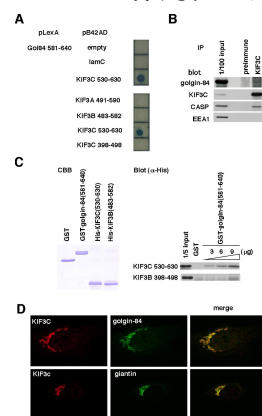 A
pLexA pB42AD
Gol84 581-640 empty
lamC
KIF3C 530-630
KIF3A 491-590
KIF3B 483-582
KIF3C 530-630
KIF3C 398-498
B
IP
1/100 input
preimmune
KIF3C
blot
golgin-84
KIF3C
CASP
EEA1
C
CBB
GST
GST-golgin-84(581-640)
His-KIF3C(530-630)
His-KIF3B(483-582)
Blot (α-His)
1/5 input
GST
GST-golgin-84(581-640)
3 6 9 (μg)
KIF3C 530-630
KIF3B 398-498
D
KIF3C golgin-84 merge
KIF3c giantin